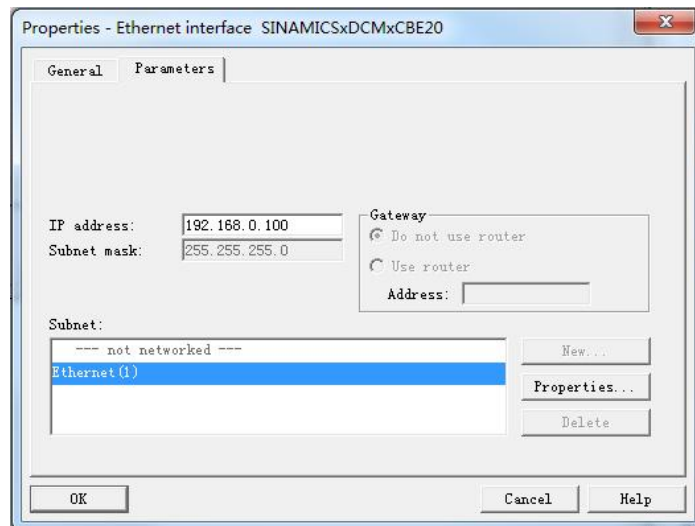 Properties - Ethernet interface SINAMICSxDCMxCBE20
General Parameters
IP address: 192.168.0.100
Subnet mask: 255.255.255.0
Gateway
Do not use router
Use router
Address:
Subnet:
--- not networked ---
Ethernet(1)
New...
Properties...
Delete
OK Cancel Help